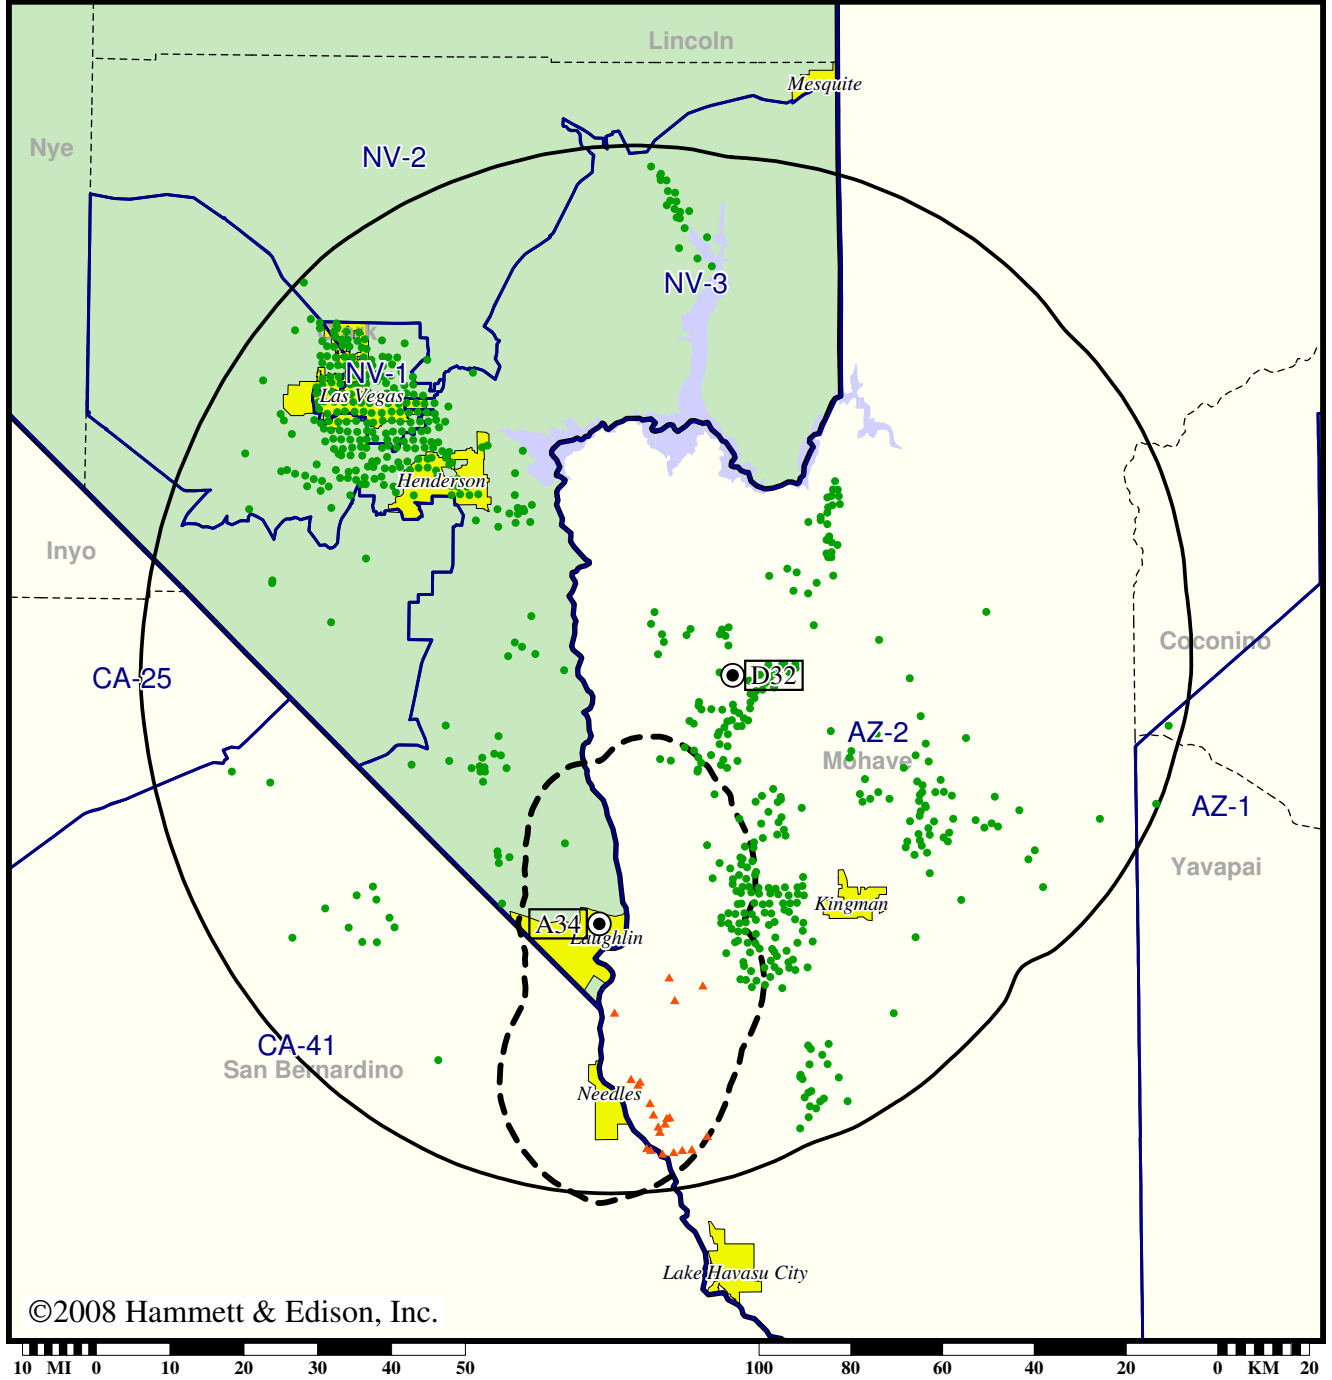 Lincoln
Mesquite
Nye
NV-2
NV-3
NV-1
Las Vegas
Henderson
Inyo
Coconino
CA-25
D32
AZ-2
Mohave
AZ-1
Yavapai
Kingman
A34
Laughlin
CA-41
San Bernardino
Needles
Lake Havasu City
©2008 Hammett & Edison, Inc.
10 MI 0 10 20 30 40 50 100 80 60 40 20 0 KM 20